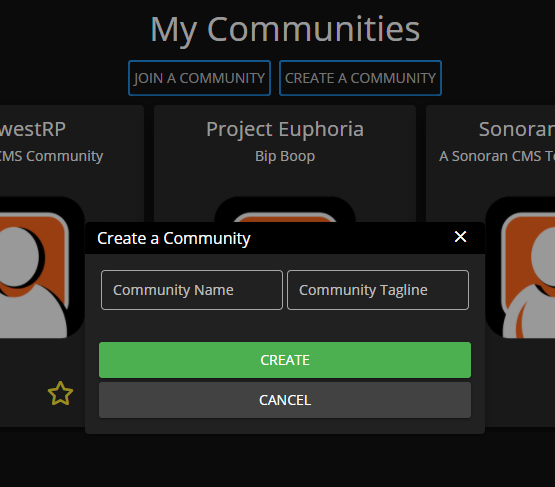 My Communities
JOIN A COMMUNITY CREATE A COMMUNITY
westRP Project Euphoria Sonoran
CMS Community Bip Boop A Sonoran CMS Te
Create a Community
Community Name Community Tagline
CREATE
CANCEL